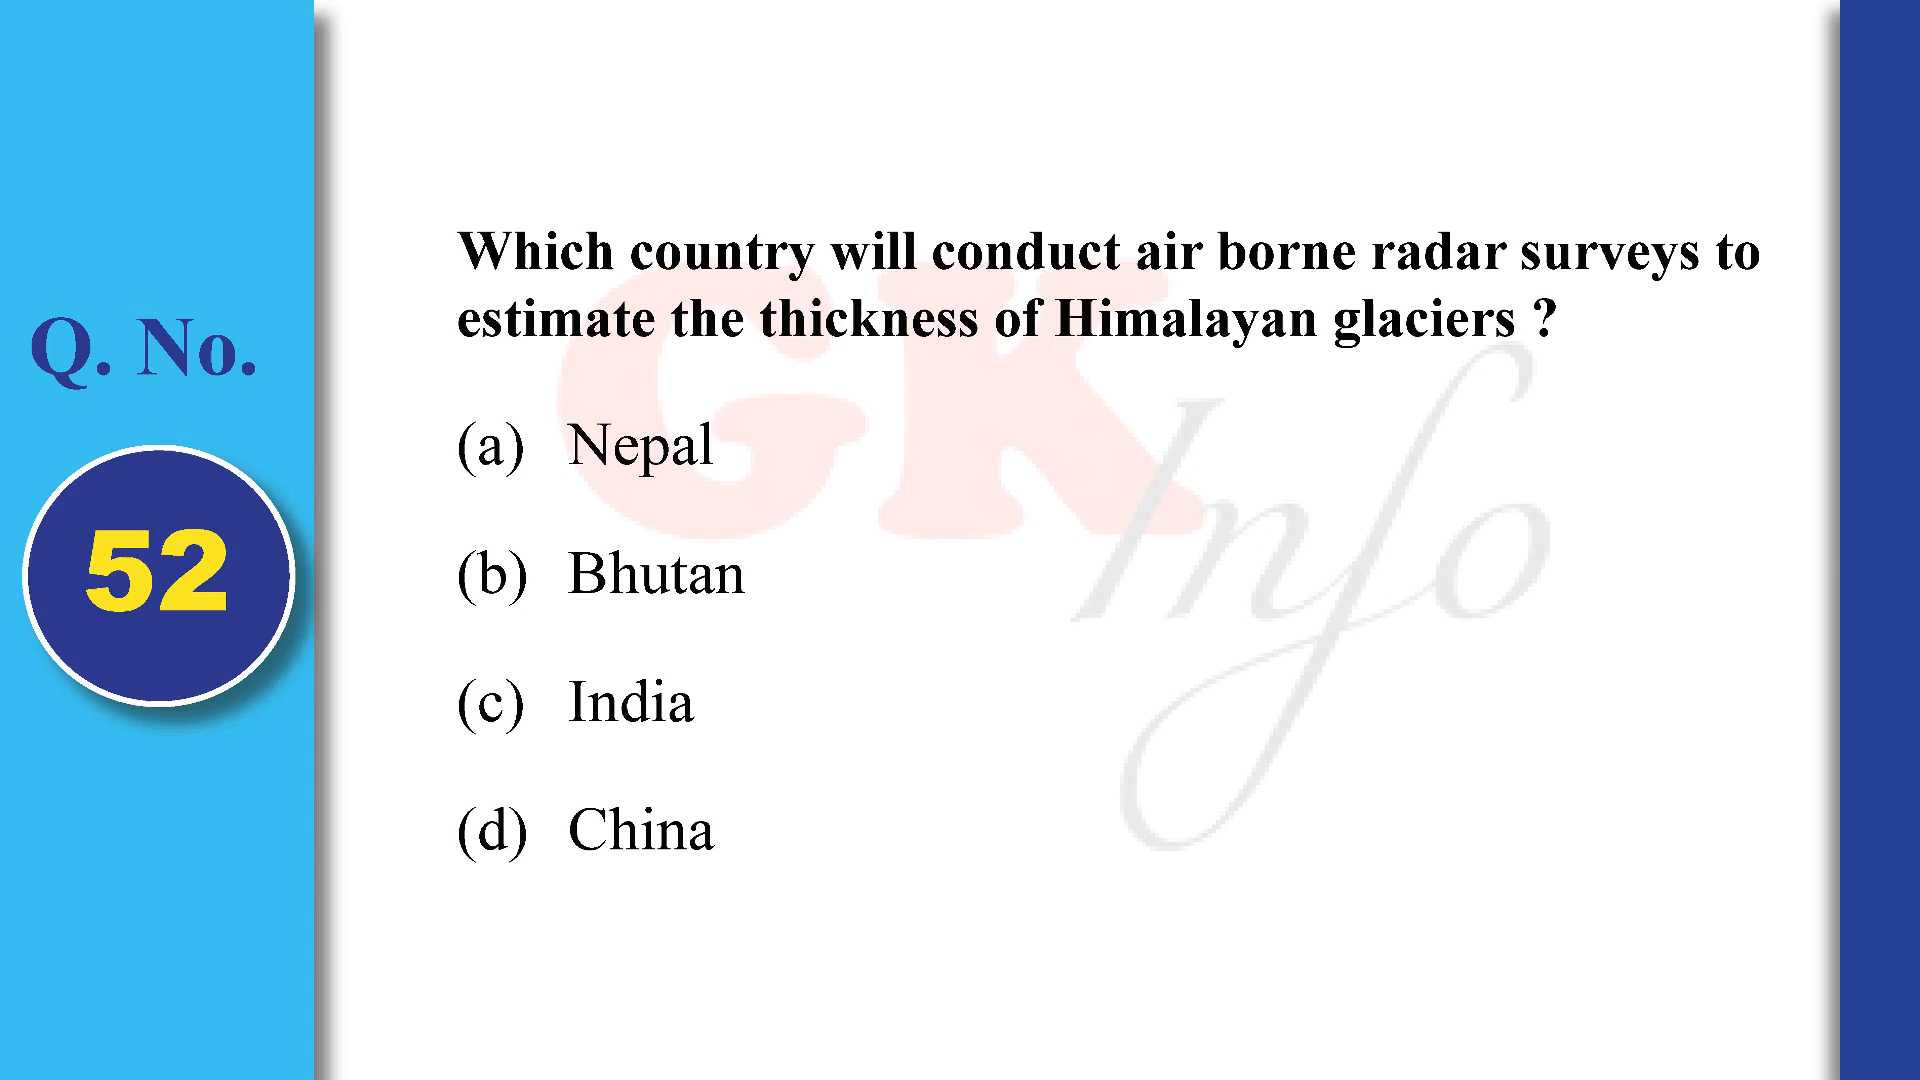 Q. No.
52
Which country will conduct air borne radar surveys to
estimate the thickness of Himalayan glaciers ?
(a) Nepal
(b) Bhutan
(c) India
(d) China
GK
Info